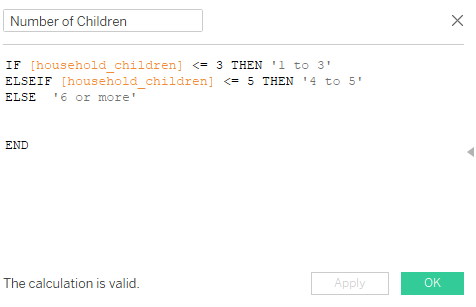 Number of Children
IF [household_children] <= 3 THEN '1 to 3'
ELSEIF [household_children] <= 5 THEN '4 to 5'
ELSE  '6 or more'
END
The calculation is valid.
Apply
OK